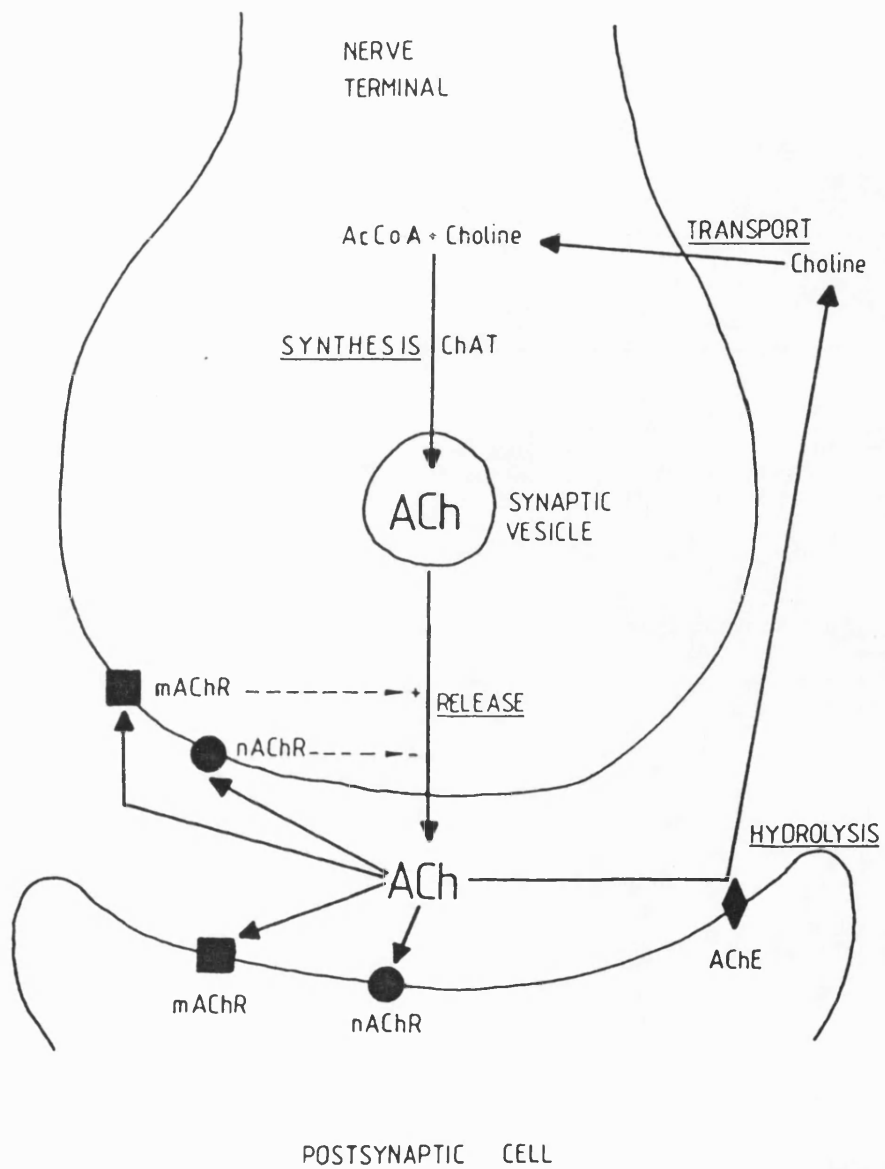 NERVE
TERMINAL
AcCoA + Choline
TRANSPORT
Choline
SYNTHESIS ChAT
ACh
SYNAPTIC
VESICLE
mAChR +
RELEASE
nAChR -
HYDROLYSIS
ACh
AChE
mAChR
nAChR
POSTSYNAPTIC CELL